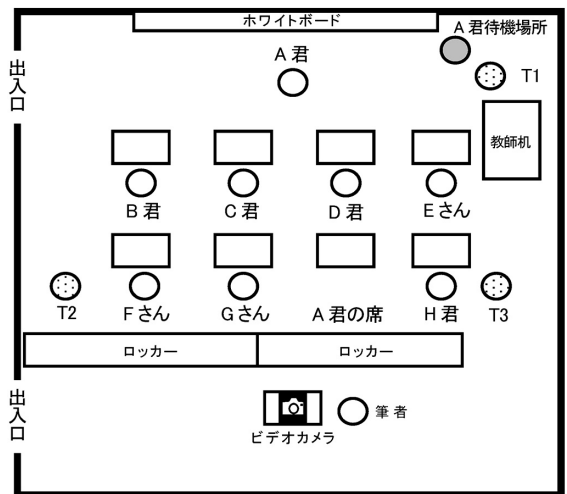 ホワイトボード
A君待機場所
A君
T1
出入口
教師机
B君
C君
D君
Eさん
T2
Fさん
Gさん
A君の席
H君
T3
ロッカー
ロッカー
出入口
筆者
ビデオカメラ